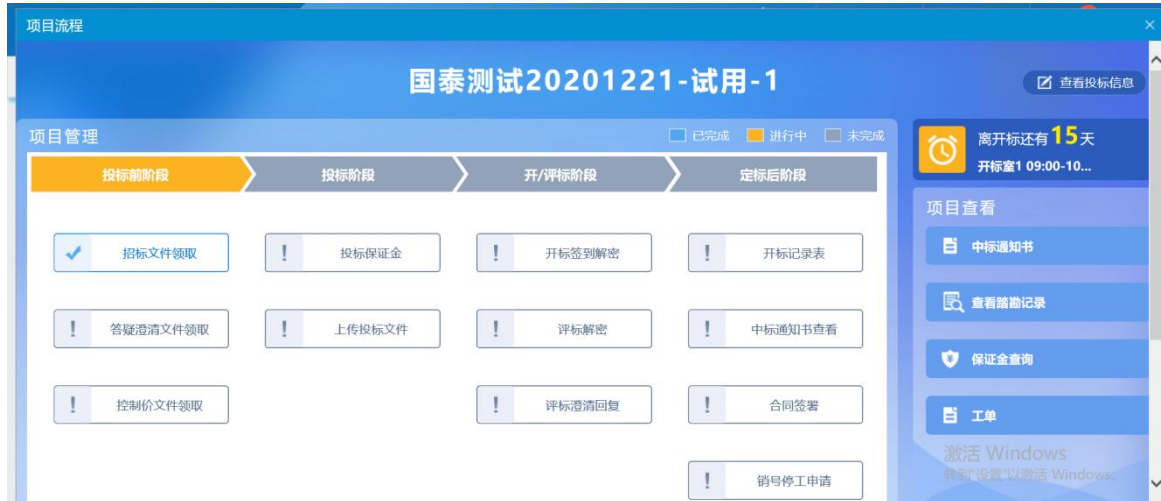 项目流程
国泰测试20201221-试用-1
查看投标信息
项目管理
已完成 进行中 未完成
投标前阶段 投标阶段 开/评标阶段 定标后阶段
招标文件领取 投标保证金 开标签到解密 开标记录表
答疑澄清文件领取 上传投标文件 评标解密 中标通知书查看
控制价文件领取 评标澄清回复 合同签署
销号停工申请
离开标还有15天
开标室1 09:00-10...
项目查看
中标通知书
查看踏勘记录
保证金查询
工单
激活 Windows
转到"设置"以激活 Windows。